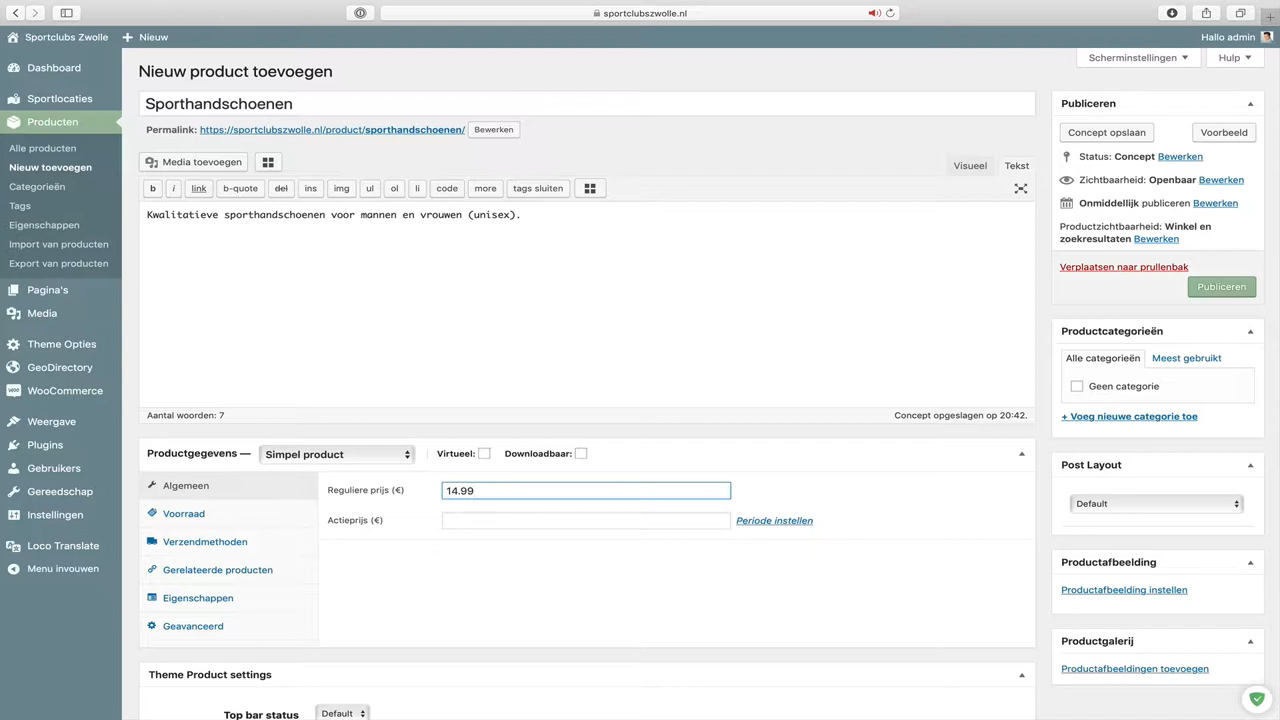 sportclubszwolle.nl
Sportclubs Zwolle
Nieuw
Hallo admin
Dashboard
Sportlocaties
Producten
Alle producten
Nieuw toevoegen
Categorieën
Tags
Eigenschappen
Import van producten
Export van producten
Pagina's
Media
Theme Opties
GeoDirectory
WooCommerce
Weergave
Plugins
Gebruikers
Gereedschap
Instellingen
Loco Translate
Menu invouwen
Scherminstellingen
Hulp
Nieuw product toevoegen
Sporthandschoenen
Permalink: https://sportclubszwolle.nl/product/sporthandschoenen/ Bewerken
Media toevoegen
Visueel Tekst
b i link b-quote del ins img ul ol li code more tags sluiten
Kwalitatieve sporthandschoenen voor mannen en vrouwen (unisex).
Aantal woorden: 7
Concept opgeslagen op 20:42.
Productgegevens — Simpel product Virtueel: Downloadbaar:
Algemeen
Voorraad
Verzendmethoden
Gerelateerde producten
Eigenschappen
Geavanceerd
Reguliere prijs (€) 14.99
Actieprijs (€) Periode instellen
Theme Product settings
Top bar status Default
Publiceren
Concept opslaan Voorbeeld
Status: Concept Bewerken
Zichtbaarheid: Openbaar Bewerken
Onmiddellijk publiceren Bewerken
Productzichtbaarheid: Winkel en
zoekresultaten Bewerken
Verplaatsen naar prullenbak
Publiceren
Productcategorieën
Alle categorieën Meest gebruikt
Geen categorie
+ Voeg nieuwe categorie toe
Post Layout
Default
Productafbeelding
Productafbeelding instellen
Productgalerij
Productafbeeldingen toevoegen